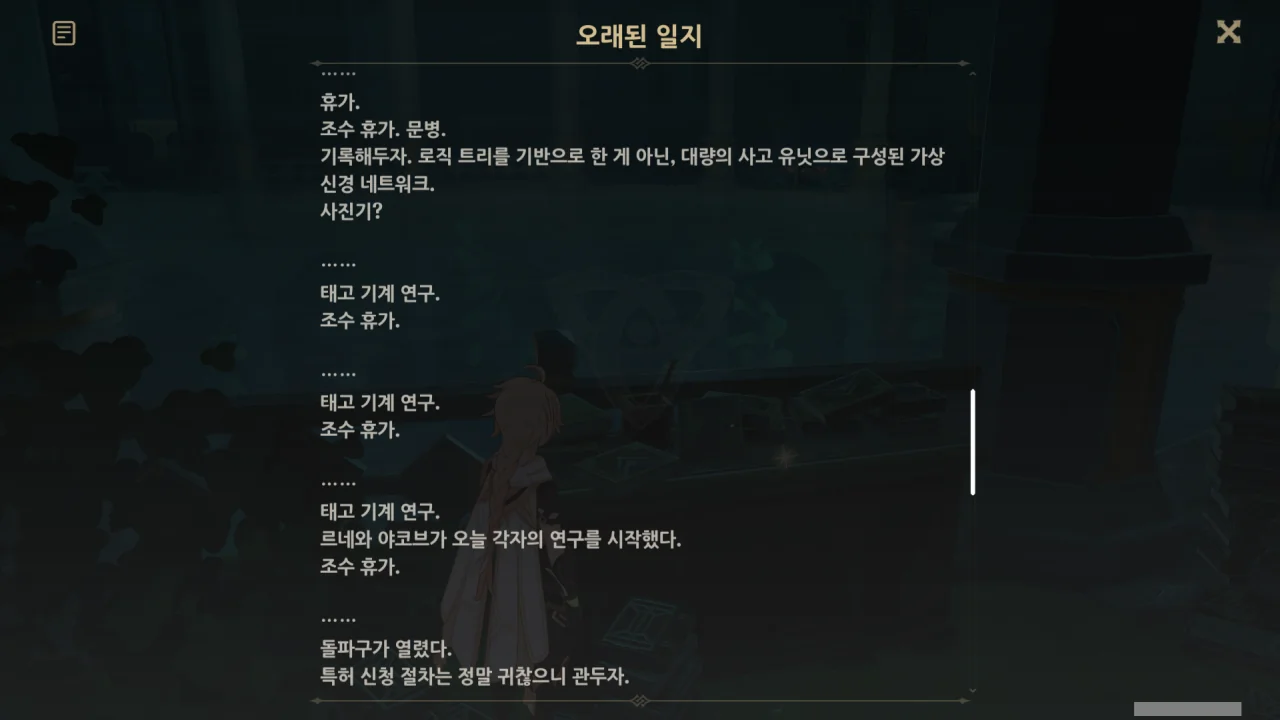 오래된 일지
……
휴가.
조수 휴가. 문병.
기록해두자. 로직 트리를 기반으로 한 게 아닌, 대량의 사고 유닛으로 구성된 가상
신경 네트워크.
사진기?
……
태고 기계 연구.
조수 휴가.
……
태고 기계 연구.
조수 휴가.
……
태고 기계 연구.
르네와 야코브가 오늘 각자의 연구를 시작했다.
조수 휴가.
……
돌파구가 열렸다.
특허 신청 절차는 정말 귀찮으니 관두자.